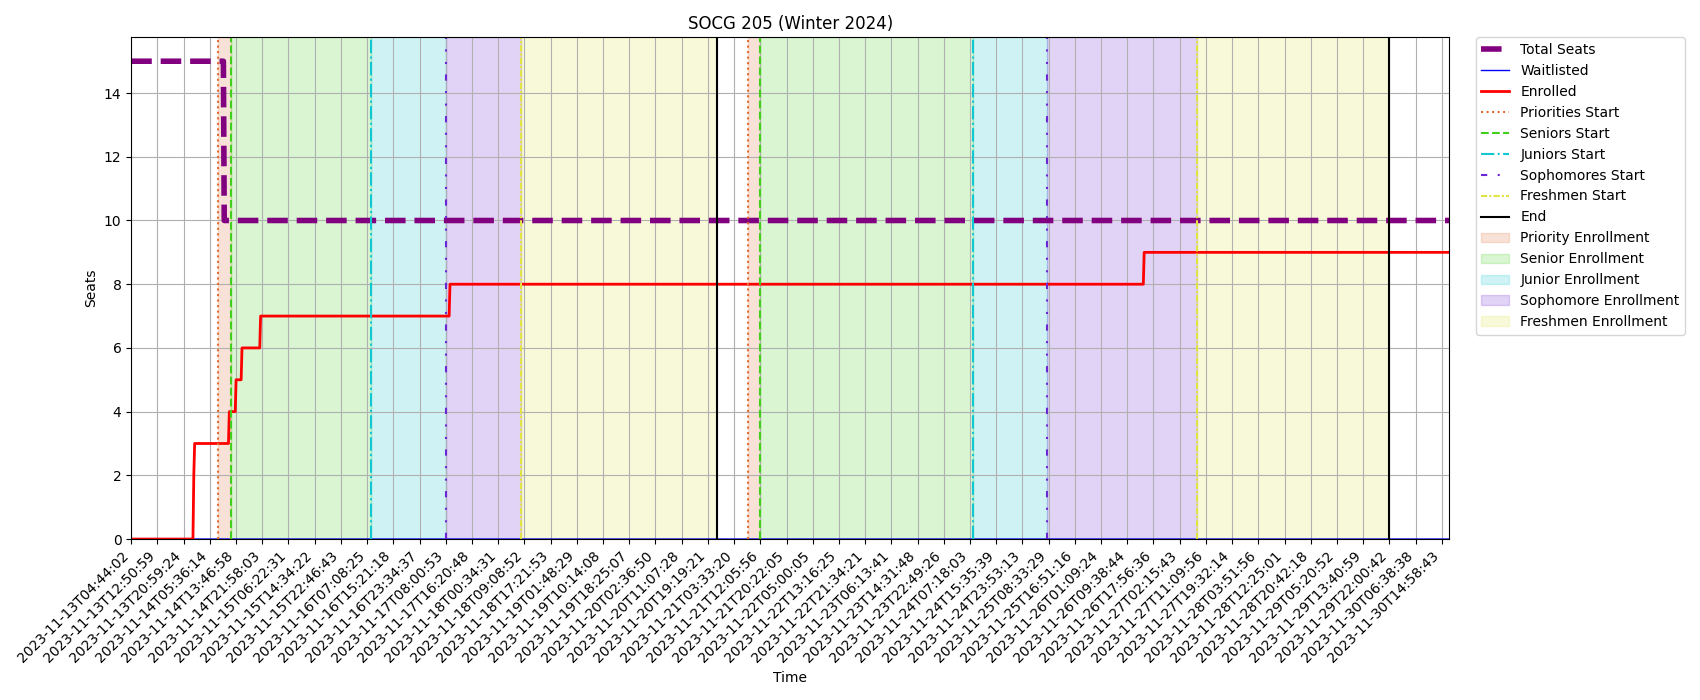 SOCG 205 (Winter 2024)
Seats
14
12
10
8
6
4
2
0
2023-11-13T04:44:02
2023-11-13T12:50:59
2023-11-13T20:59:24
2023-11-14T05:36:14
2023-11-14T13:46:58
2023-11-14T21:58:03
2023-11-15T06:22:31
2023-11-15T14:34:22
2023-11-15T22:46:43
2023-11-16T07:08:25
2023-11-16T15:21:18
2023-11-16T23:34:37
2023-11-17T08:00:53
2023-11-17T16:20:48
2023-11-18T00:34:31
2023-11-18T09:08:52
2023-11-18T17:21:53
2023-11-19T01:48:29
2023-11-19T10:14:08
2023-11-19T18:25:07
2023-11-20T02:36:50
2023-11-20T11:07:28
2023-11-20T19:19:21
2023-11-21T03:33:20
2023-11-21T12:05:56
2023-11-21T20:22:05
2023-11-22T05:00:05
2023-11-22T13:16:25
2023-11-22T21:34:21
2023-11-23T06:13:41
2023-11-23T14:31:48
2023-11-23T22:49:26
2023-11-24T07:18:03
2023-11-24T15:35:39
2023-11-24T23:53:13
2023-11-25T08:33:29
2023-11-25T16:51:16
2023-11-26T01:09:24
2023-11-26T09:38:44
2023-11-26T17:56:36
2023-11-27T02:15:43
2023-11-27T11:09:56
2023-11-27T19:32:14
2023-11-28T03:51:56
2023-11-28T12:25:01
2023-11-28T20:42:18
2023-11-29T05:20:52
2023-11-29T13:40:59
2023-11-29T22:00:42
2023-11-30T06:38:38
2023-11-30T14:58:43
Time
Total Seats
Waitlisted
Enrolled
Priorities Start
Seniors Start
Juniors Start
Sophomores Start
Freshmen Start
End
Priority Enrollment
Senior Enrollment
Junior Enrollment
Sophomore Enrollment
Freshmen Enrollment